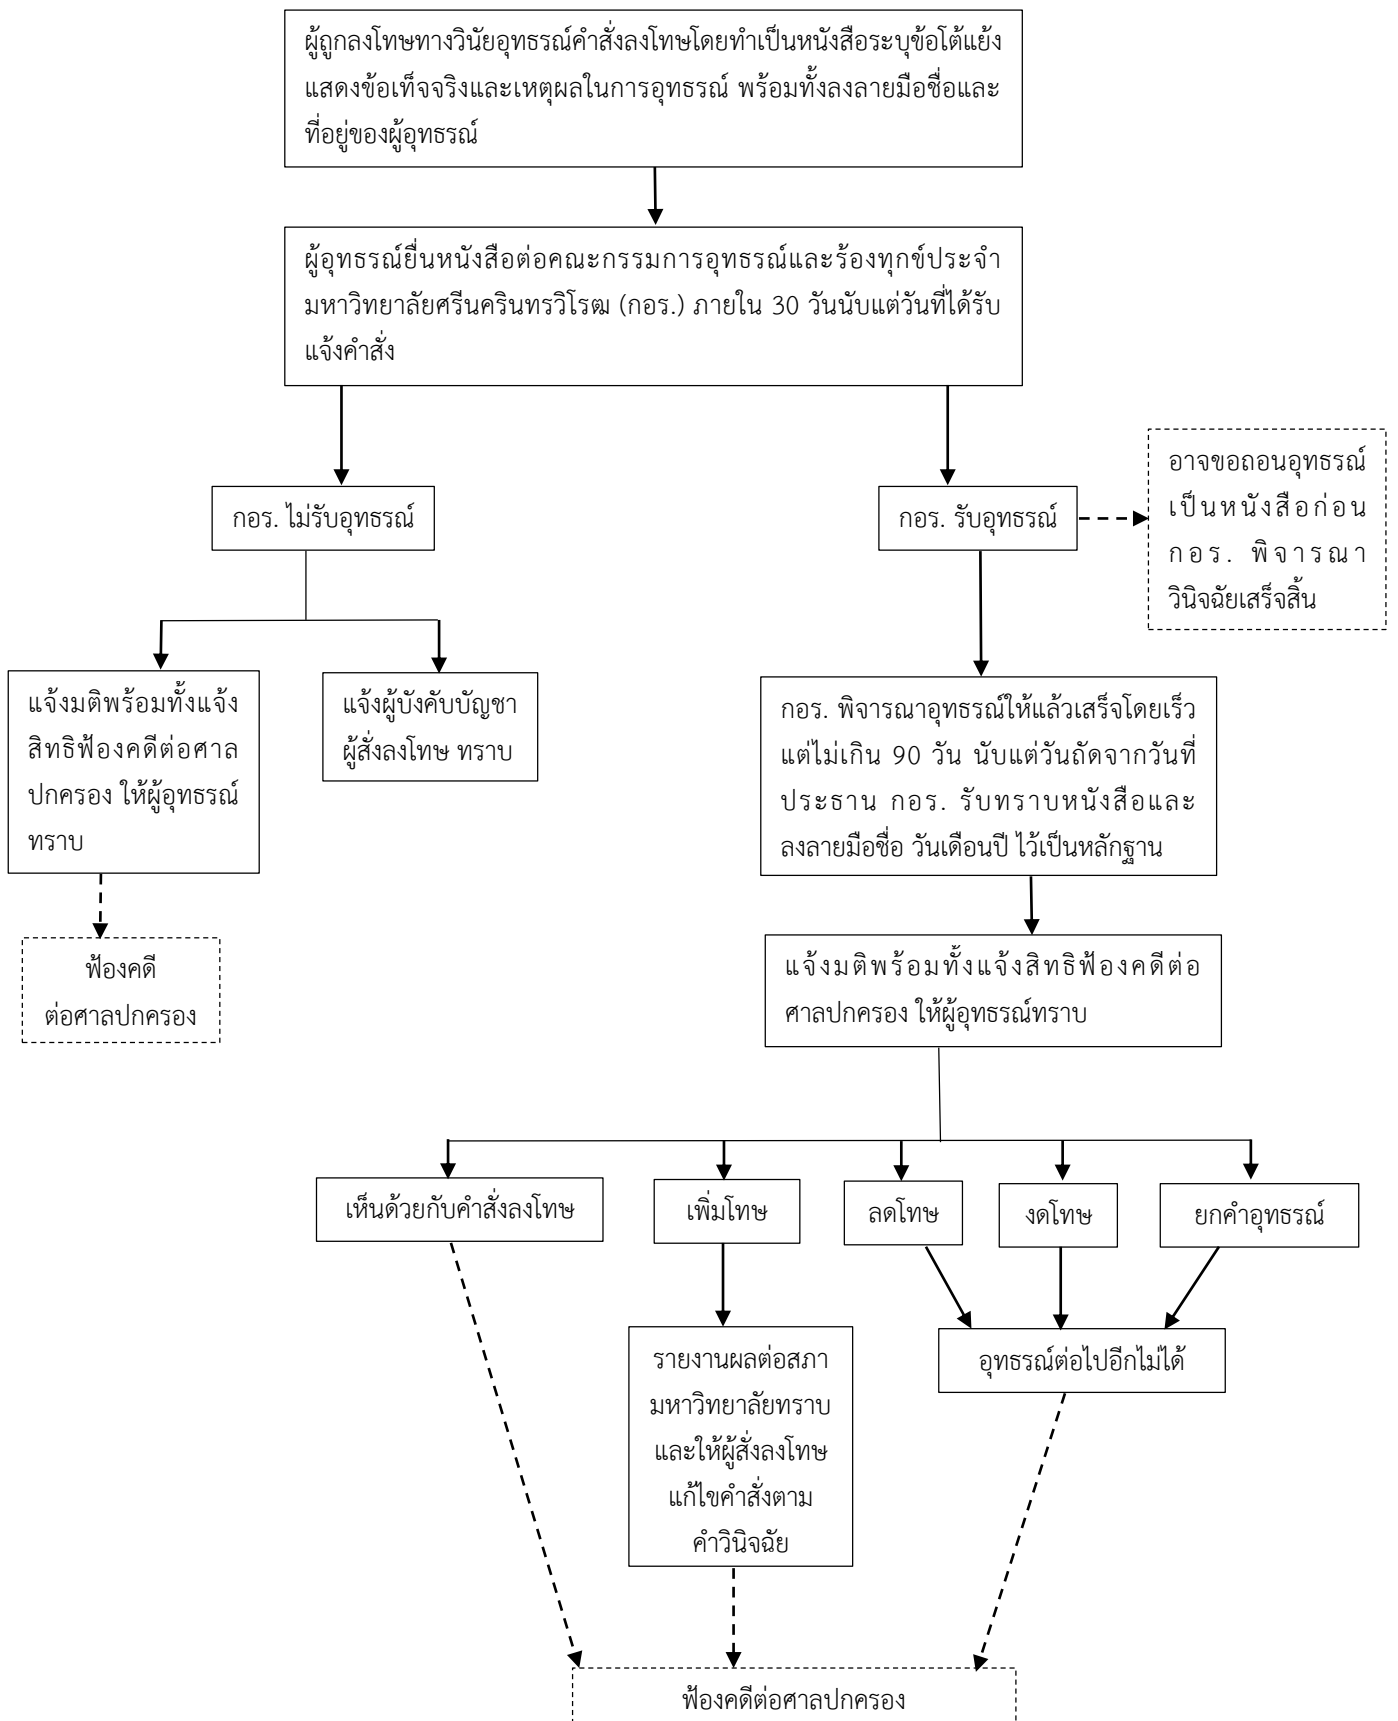 ผู้ถูกลงโทษทางวินัยอุทธรณ์คำสั่งลงโทษโดยทำเป็นหนังสือระบุข้อโต้แย้ง
แสดงข้อเท็จจริงและเหตุผลในการอุทธรณ์ พร้อมทั้งลงลายมือชื่อและ
ที่อยู่ของผู้อุทธรณ์
ผู้อุทธรณ์ยื่นหนังสือต่อคณะกรรมการอุทธรณ์และร้องทุกข์ประจำ
มหาวิทยาลัยศรีนครินทรวิโรฒ (กอร.) ภายใน 30 วันนับแต่วันที่ได้รับ
แจ้งคำสั่ง
กอร. ไม่รับอุทธรณ์
กอร. รับอุทธรณ์
อาจขอถอนอุทธรณ์
เป็นหนังสือก่อน
กอร. พิจารณา
วินิจฉัยเสร็จสิ้น
แจ้งมติพร้อมทั้งแจ้ง
สิทธิฟ้องคดีต่อศาล
ปกครอง ให้ผู้อุทธรณ์
ทราบ
แจ้งผู้บังคับบัญชา
ผู้สั่งลงโทษ ทราบ
กอร. พิจารณาอุทธรณ์ให้แล้วเสร็จโดยเร็ว
แต่ไม่เกิน 90 วัน นับแต่วันถัดจากวันที่
ประธาน กอร. รับทราบหนังสือและ
ลงลายมือชื่อ วันเดือนปี ไว้เป็นหลักฐาน
ฟ้องคดี
ต่อศาลปกครอง
แจ้งมติพร้อมทั้งแจ้งสิทธิฟ้องคดีต่อ
ศาลปกครอง ให้ผู้อุทธรณ์ทราบ
เห็นด้วยกับคำสั่งลงโทษ
เพิ่มโทษ
ลดโทษ
งดโทษ
ยกคำอุทธรณ์
รายงานผลต่อสภา
มหาวิทยาลัยทราบ
และให้ผู้สั่งลงโทษ
แก้ไขคำสั่งตาม
คำวินิจฉัย
อุทธรณ์ต่อไปอีกไม่ได้
ฟ้องคดีต่อศาลปกครอง